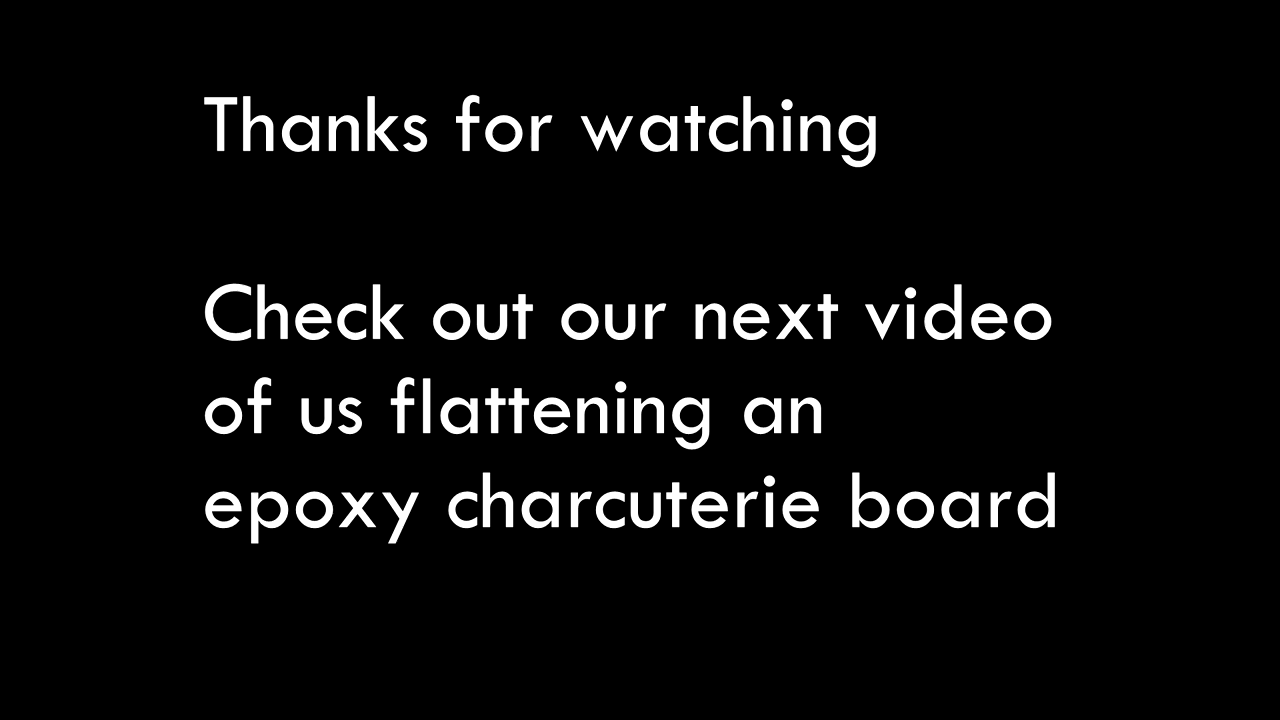 Thanks for watching
Check out our next video
of us flattening an
epoxy charcuterie board